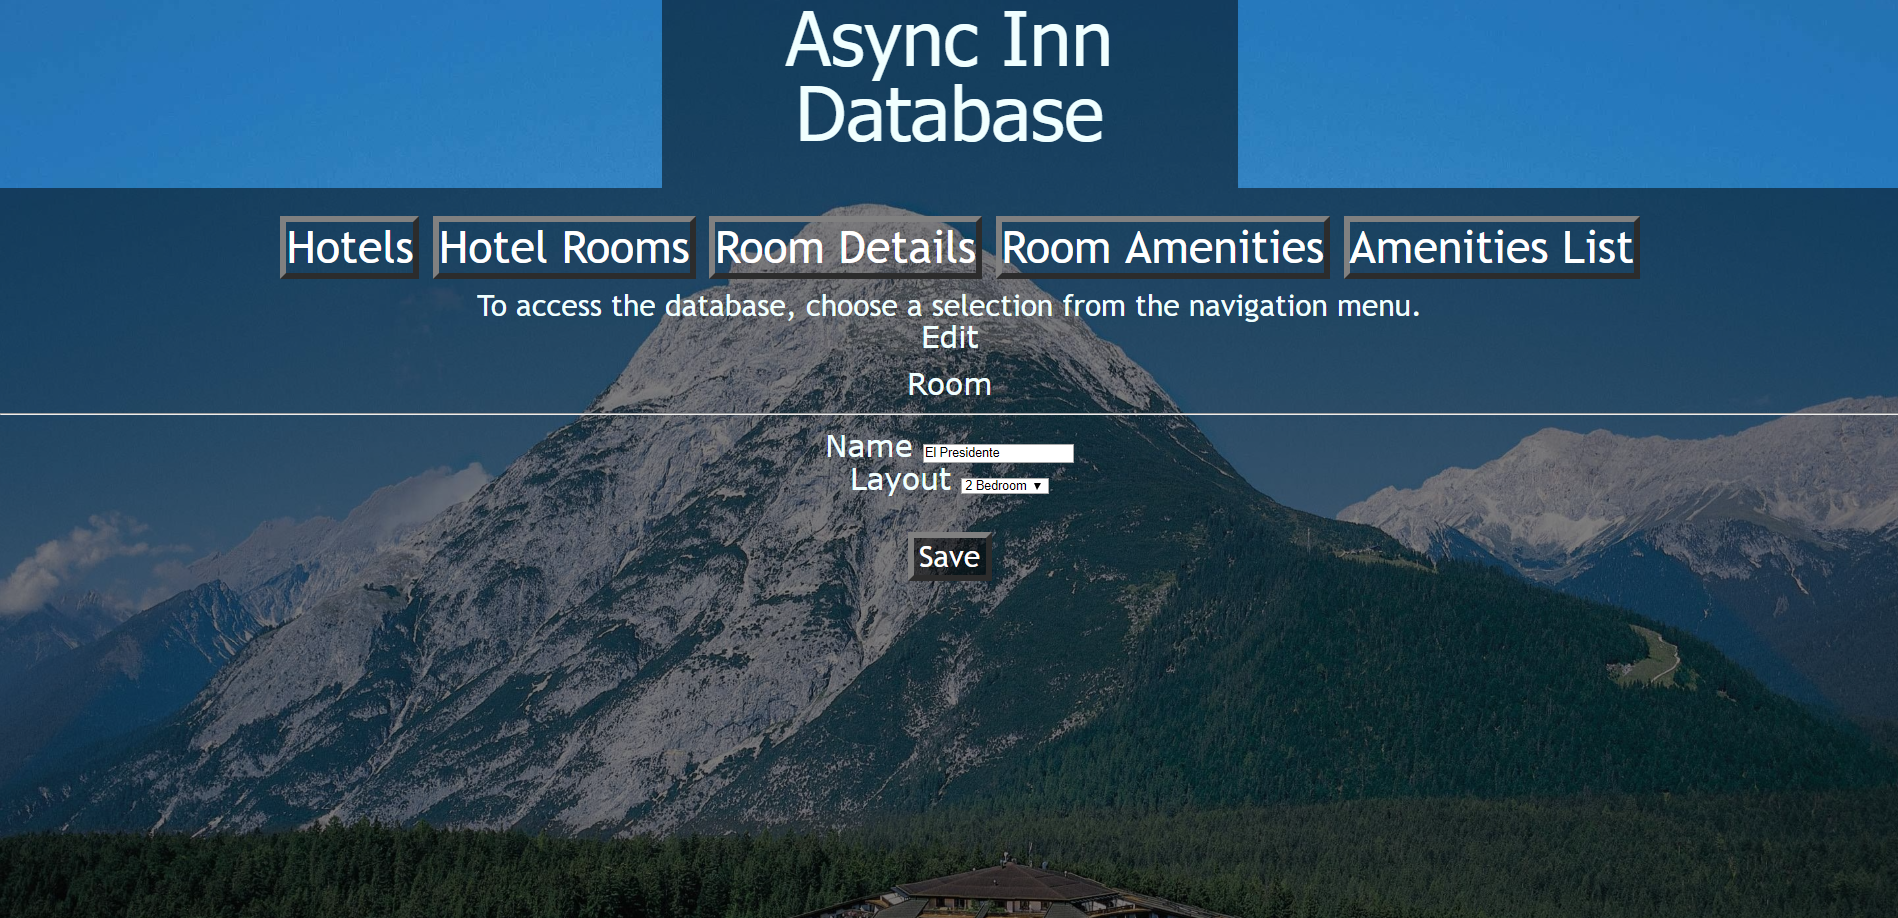 Async Inn
Database
Hotels Hotel Rooms Room Details Room Amenities Amenities List
To access the database, choose a selection from the navigation menu.
Edit
Room
Name El Presidente
Layout 2 Bedroom ▼
Save